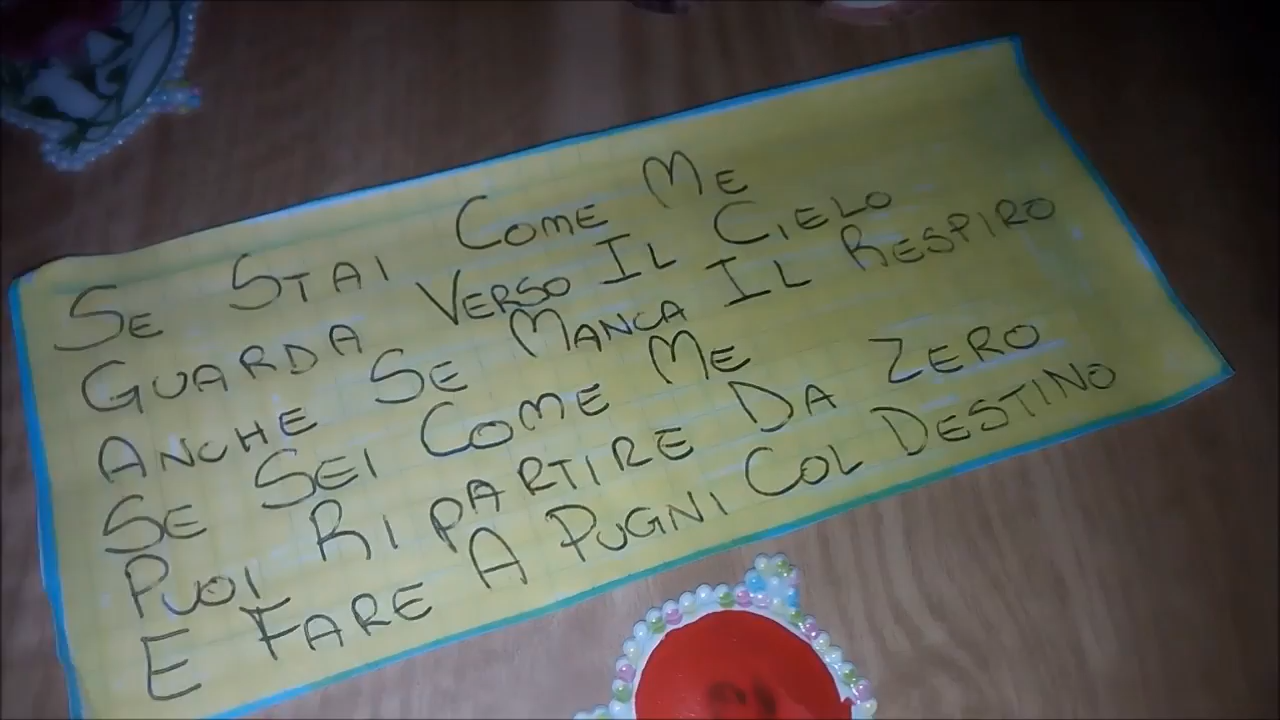 SE STAI COME ME
GUARDA VERSO IL CIELO
ANCHE SE MANCA IL RESPIRO
SE SEI COME ME
PUOI RIPARTIRE DA ZERO
E FARE A PUGNI COL DESTINO